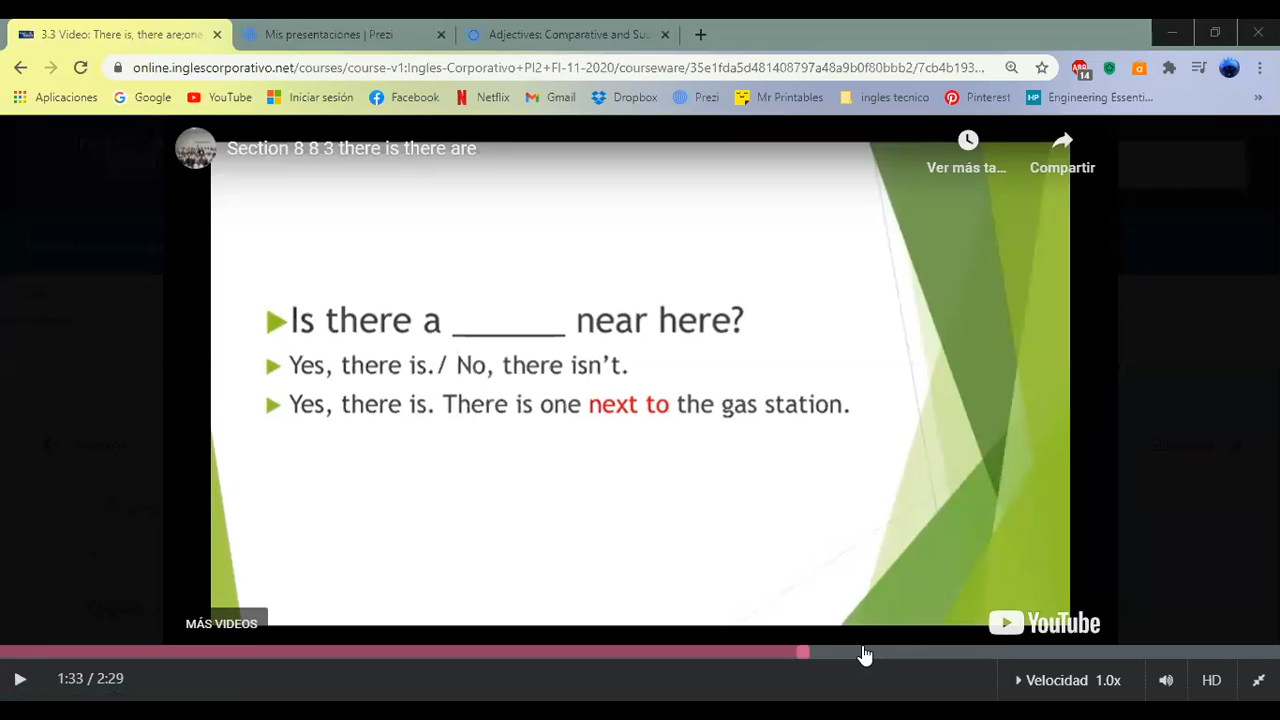 3.3 Video: There is, there are;one
Mis presentaciones | Prezi
Adjectives: Comparative and Su
online.inglescorporativo.net/courses/course-v1:Ingles-Corporativo+PI2+FI-11-2020/courseware/35e1fda5d481408797a48a9b0f80bbb2/7cb4b193...
ABP
14
Aplicaciones
Google
YouTube
Iniciar sesión
Facebook
Netflix
Gmail
Dropbox
Prezi
Mr Printables
ingles tecnico
Pinterest
HP
Engineering Essenti...
Section 8 8 3 there is there are
Ver más ta...
Compartir
Is there a ______ near here?
Yes, there is./ No, there isn't.
Yes, there is. There is one next to the gas station.
MÁS VIDEOS
YouTube
1:33 / 2:29
Velocidad 1.0x
HD